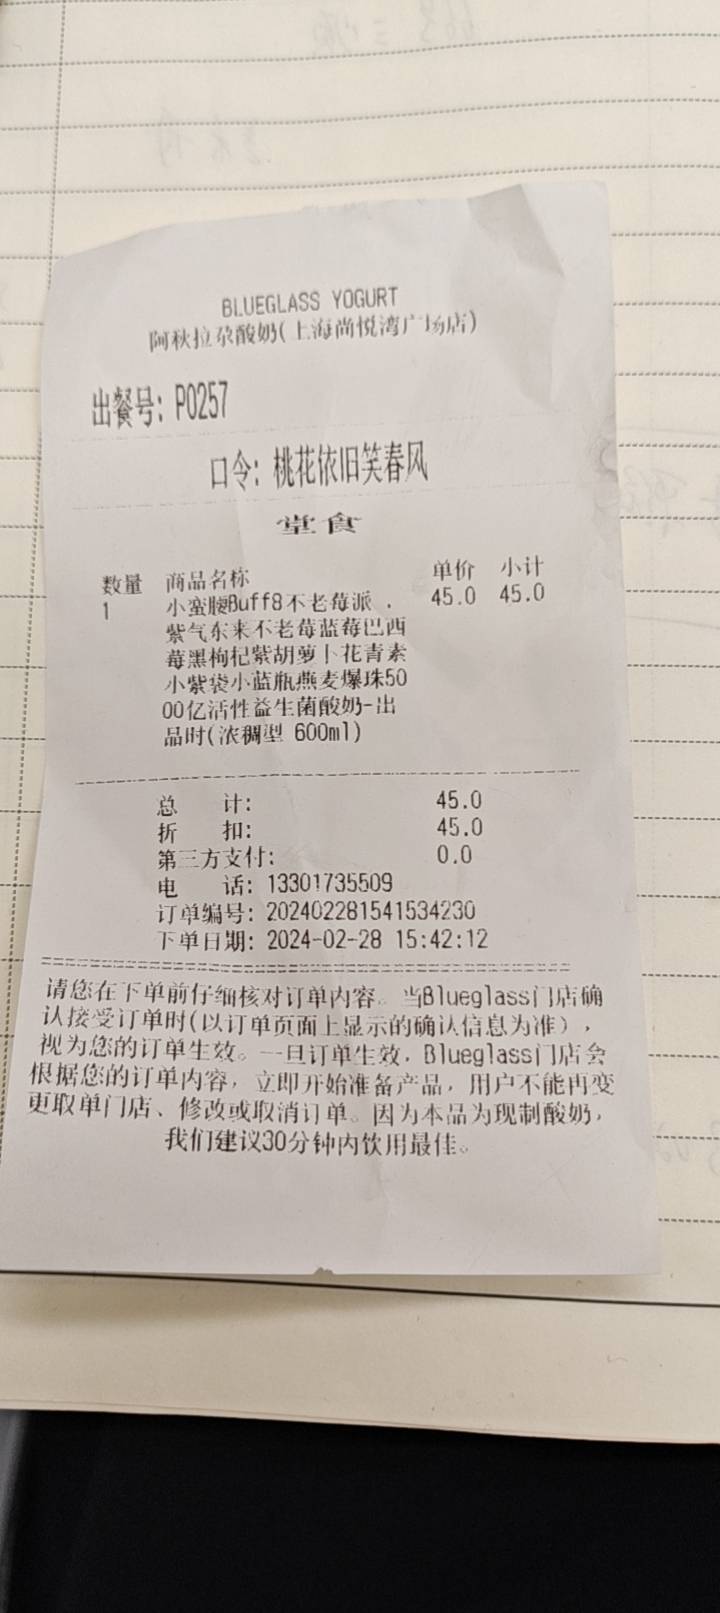 BLUEGLASS YOGURT
阿秋拉尕酸奶(上海尚悦湾广场店)
出餐号: P0257
口令: 桃花依旧笑春风
堂食
数量 商品名称 单价 小计
1 小蛮腰Buff8不老莓派 . 45.0 45.0
紫气东来不老莓蓝莓巴西
莓黑枸杞紫胡萝卜花青素
小紫袋小蓝瓶燕麦爆珠50
00亿活性益生菌酸奶-出
品时(浓稠型 600ml)
总 计: 45.0
折 扣: 45.0
第三方支付: 0.0
电 话: 13301735509
订单编号: 202402281541534230
下单日期: 2024-02-28 15:42:12
请您在下单前仔细核对订单内容。当Blueglass门店确
认接受订单时(以订单页面上显示的确认信息为准),
视为您的订单生效。一旦订单生效,Blueglass门店会
根据您的订单内容,立即开始准备产品,用户不能再变
更取单门店、修改或取消订单。因为本品为现制酸奶,
我们建议30分钟内饮用最佳。